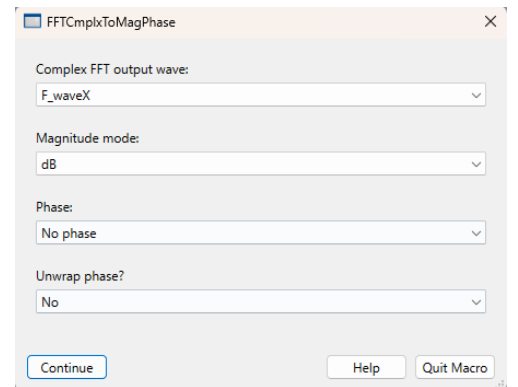 FFTCmplxToMagPhase
Complex FFT output wave:
F_waveX
Magnitude mode:
dB
Phase:
No phase
Unwrap phase?
No
Continue
Help
Quit Macro